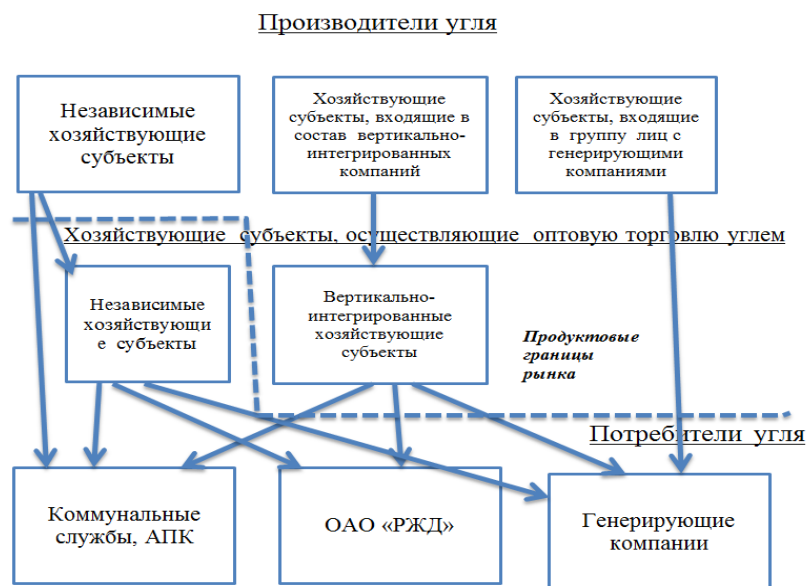 Производители угля
Независимые
хозяйствующие
субъекты
Хозяйствующие
субъекты, входящие в
состав вертикально-
интегрированных
компаний
Хозяйствующие
субъекты, входящие
в группу лиц с
генерирующими
компаниями
Хозяйствующие субъекты, осуществляющие оптовую торговлю углем
Независимые
хозяйствующи
е субъекты
Вертикально-
интегрированные
хозяйствующие
субъекты
Продуктовые
границы
рынка
Потребители угля
Коммунальные
службы, АПК
ОАО «РЖД»
Генерирующие
компании